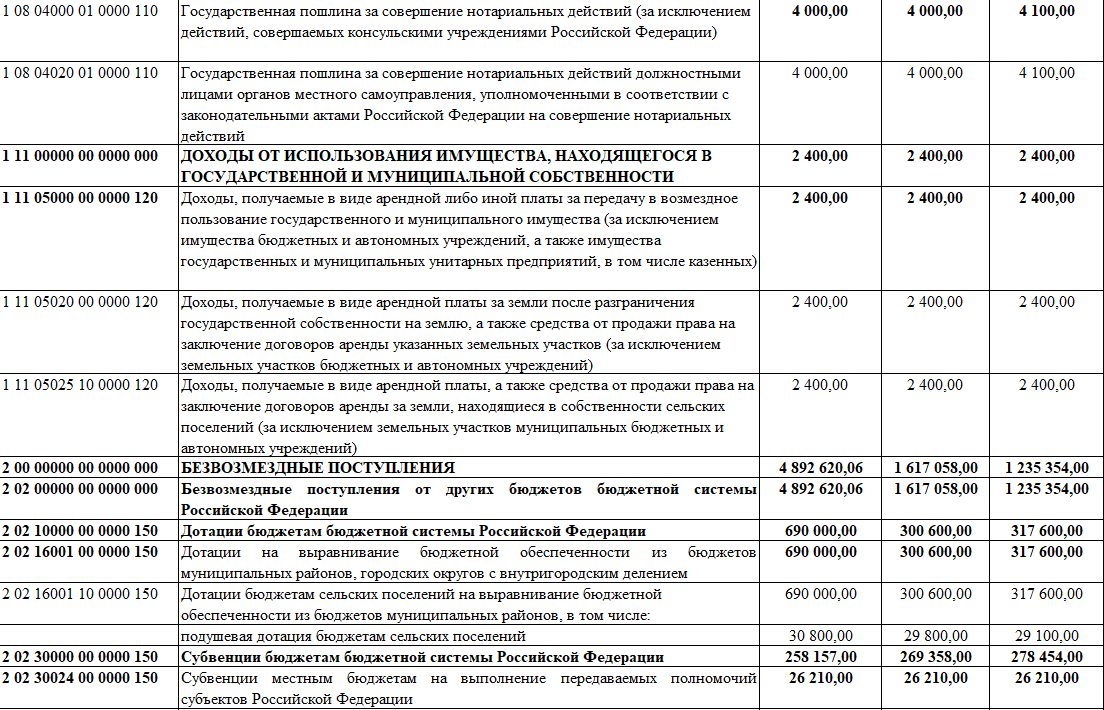 1 08 04000 01 0000 110 Государственная пошлина за совершение нотариальных действий (за исключением 4 000,00 4 000,00 4 100,00
действий, совершаемых консульскими учреждениями Российской Федерации)
1 08 04020 01 0000 110 Государственная пошлина за совершение нотариальных действий должностными 4 000,00 4 000,00 4 100,00
лицами органов местного самоуправления, уполномоченными в соответствии с
законодательными актами Российской Федерации на совершение нотариальных
действий
1 11 00000 00 0000 000 ДОХОДЫ ОТ ИСПОЛЬЗОВАНИЯ ИМУЩЕСТВА, НАХОДЯЩЕГОСЯ В 2 400,00 2 400,00 2 400,00
ГОСУДАРСТВЕННОЙ И МУНИЦИПАЛЬНОЙ СОБСТВЕННОСТИ
1 11 05000 00 0000 120 Доходы, получаемые в виде арендной либо иной платы за передачу в возмездное 2 400,00 2 400,00 2 400,00
пользование государственного и муниципального имущества (за исключением
имущества бюджетных и автономных учреждений, а также имущества
государственных и муниципальных унитарных предприятий, в том числе казенных)
1 11 05020 00 0000 120 Доходы, получаемые в виде арендной платы за земли после разграничения 2 400,00 2 400,00 2 400,00
государственной собственности на землю, а также средства от продажи права на
заключение договоров аренды указанных земельных участков (за исключением
земельных участков бюджетных и автономных учреждений)
1 11 05025 10 0000 120 Доходы, получаемые в виде арендной платы, а также средства от продажи права на 2 400,00 2 400,00 2 400,00
заключение договоров аренды за земли, находящиеся в собственности сельских
поселений (за исключением земельных участков муниципальных бюджетных и
автономных учреждений)
2 00 00000 00 0000 000 БЕЗВОЗМЕЗДНЫЕ ПОСТУПЛЕНИЯ 4 892 620,06 1 617 058,00 1 235 354,00
2 02 00000 00 0000 000 Безвозмездные поступления от других бюджетов бюджетной системы 4 892 620,06 1 617 058,00 1 235 354,00
Российской Федерации
2 02 10000 00 0000 150 Дотации бюджетам бюджетной системы Российской Федерации 690 000,00 300 600,00 317 600,00
2 02 16001 00 0000 150 Дотации на выравнивание бюджетной обеспеченности из бюджетов 690 000,00 300 600,00 317 600,00
муниципальных районов, городских округов с внутригородским делением
2 02 16001 10 0000 150 Дотации бюджетам сельских поселений на выравнивание бюджетной 690 000,00 300 600,00 317 600,00
обеспеченности из бюджетов муниципальных районов, в том числе:
подушевая дотация бюджетам сельских поселений 30 800,00 29 800,00 29 100,00
2 02 30000 00 0000 150 Субвенции бюджетам бюджетной системы Российской Федерации 258 157,00 269 358,00 278 454,00
2 02 30024 00 0000 150 Субвенции местным бюджетам на выполнение передаваемых полномочий 26 210,00 26 210,00 26 210,00
субъектов Российской Федерации